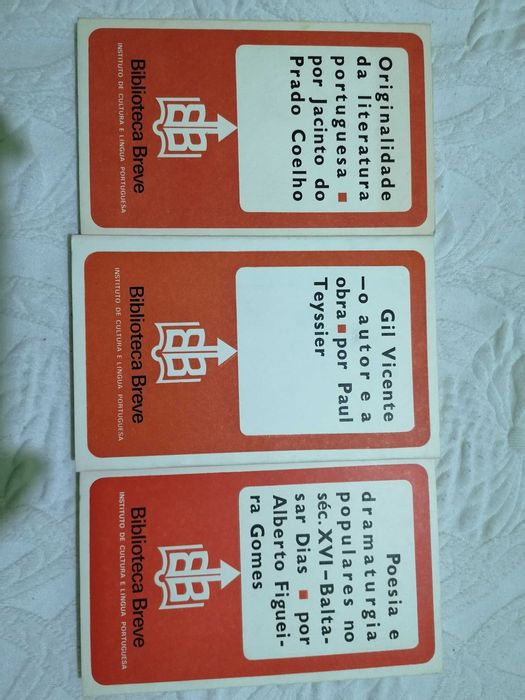 Originalidade
da literatura
portuguesa ■
por Jacinto do
Prado Coelho
Biblioteca Breve
INSTITUTO DE CULTURA E LÍNGUA PORTUGUESA
Gil Vicente
—o autor e a
obra ■ por Paul
Teyssier
Biblioteca Breve
INSTITUTO DE CULTURA E LÍNGUA PORTUGUESA
Poesia e
dramaturgia
populares no
séc. XVI–Balta-
sar Dias ■ por
Alberto Figuei-
ra Gomes
Biblioteca Breve
INSTITUTO DE CULTURA E LÍNGUA PORTUGUESA